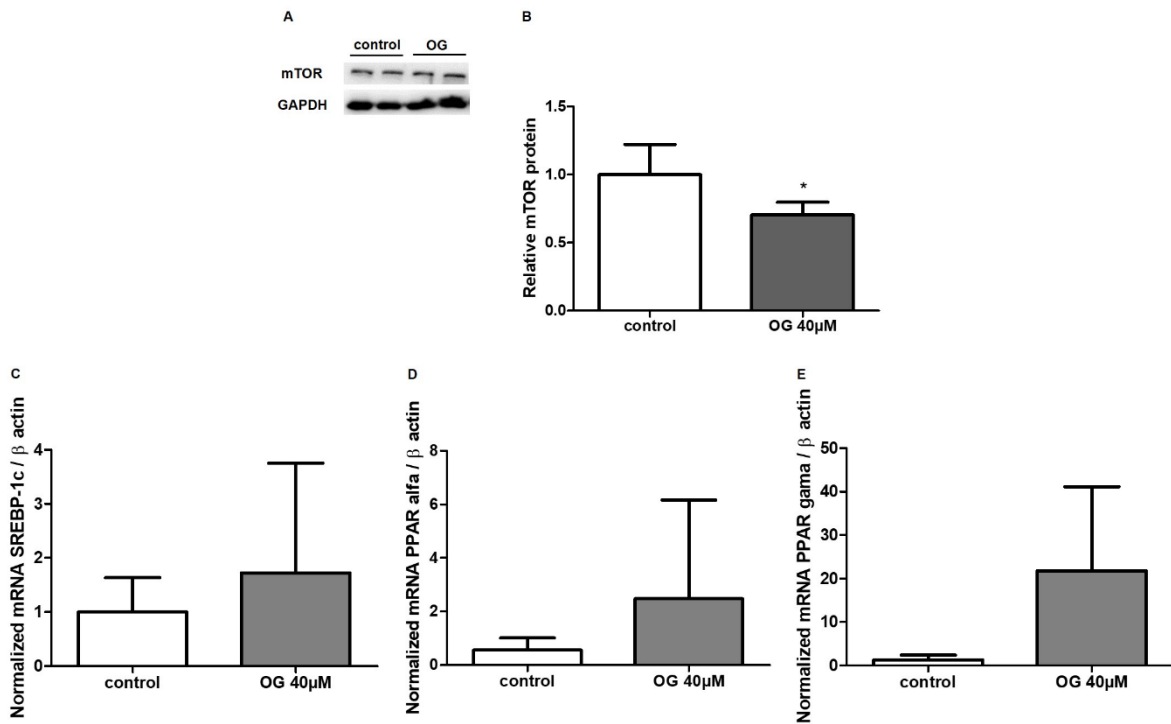 A
control OG
mTOR
GAPDH
B
Relative mTOR protein
1.5
1.0
0.5
0.0
*
control OG 40µM
C
Normalized mRNA SREBP-1c / β actin
4
3
2
1
0
control OG 40µM
D
Normalized mRNA PPAR alfa / β actin
8
6
4
2
0
control OG 40µM
E
Normalized mRNA PPAR gama / β actin
50
40
30
20
10
0
control OG 40µM